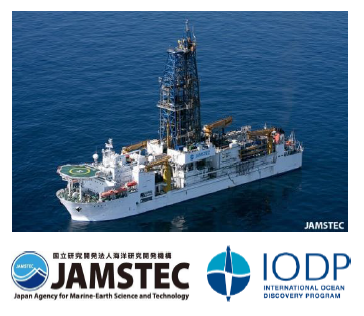 JAMSTEC
国立研究開発法人海洋研究開発機構
JAMSTEC
Japan Agency for Marine-Earth Science and Technology
IODP
INTERNATIONAL OCEAN
DISCOVERY PROGRAM